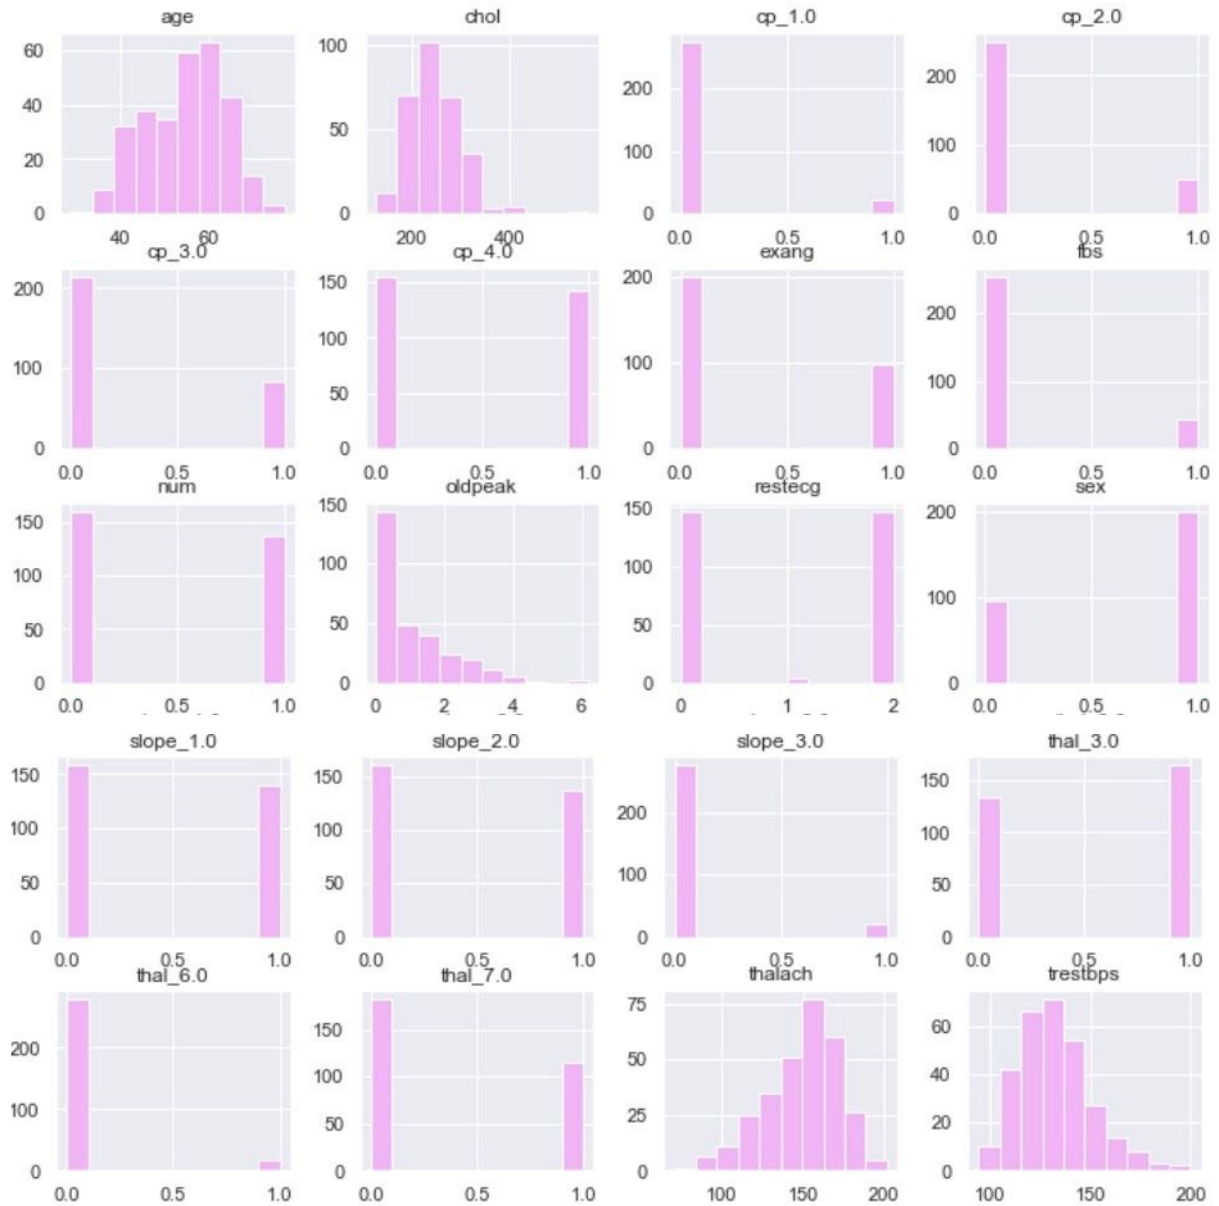 age chol cp_1.0 cp_2.0
60 100
200 200
40
50
100 100
20
0 0 0 0
40 60 200 400 0.0 0.5 1.0 0.0 0.5 1.0
cp_3.0 cp_4.0 exang fbs
200 150 200
200
100
100 100
100
50
0 0 0 0
0.0 0.5 1.0 0.0 0.5 1.0 0.0 0.5 1.0 0.0 0.5 1.0
num oldpeak restecg sex
150 150 150 200
100 100 100
100
50 50 50
0 0 0 0
0.0 0.5 1.0 0 2 4 6 0 1 2 0.0 0.5 1.0
slope_1.0 slope_2.0 slope_3.0 thal_3.0
150 150 150
200
100 100 100
100
50 50 50
0 0 0 0
0.0 0.5 1.0 0.0 0.5 1.0 0.0 0.5 1.0 0.0 0.5 1.0
thal_6.0 thal_7.0 thalach trestbps
75
150 60
200
50
100 40
100
50 25 20
0 0 0 0
0.0 0.5 1.0 0.0 0.5 1.0 100 150 200 100 150 200